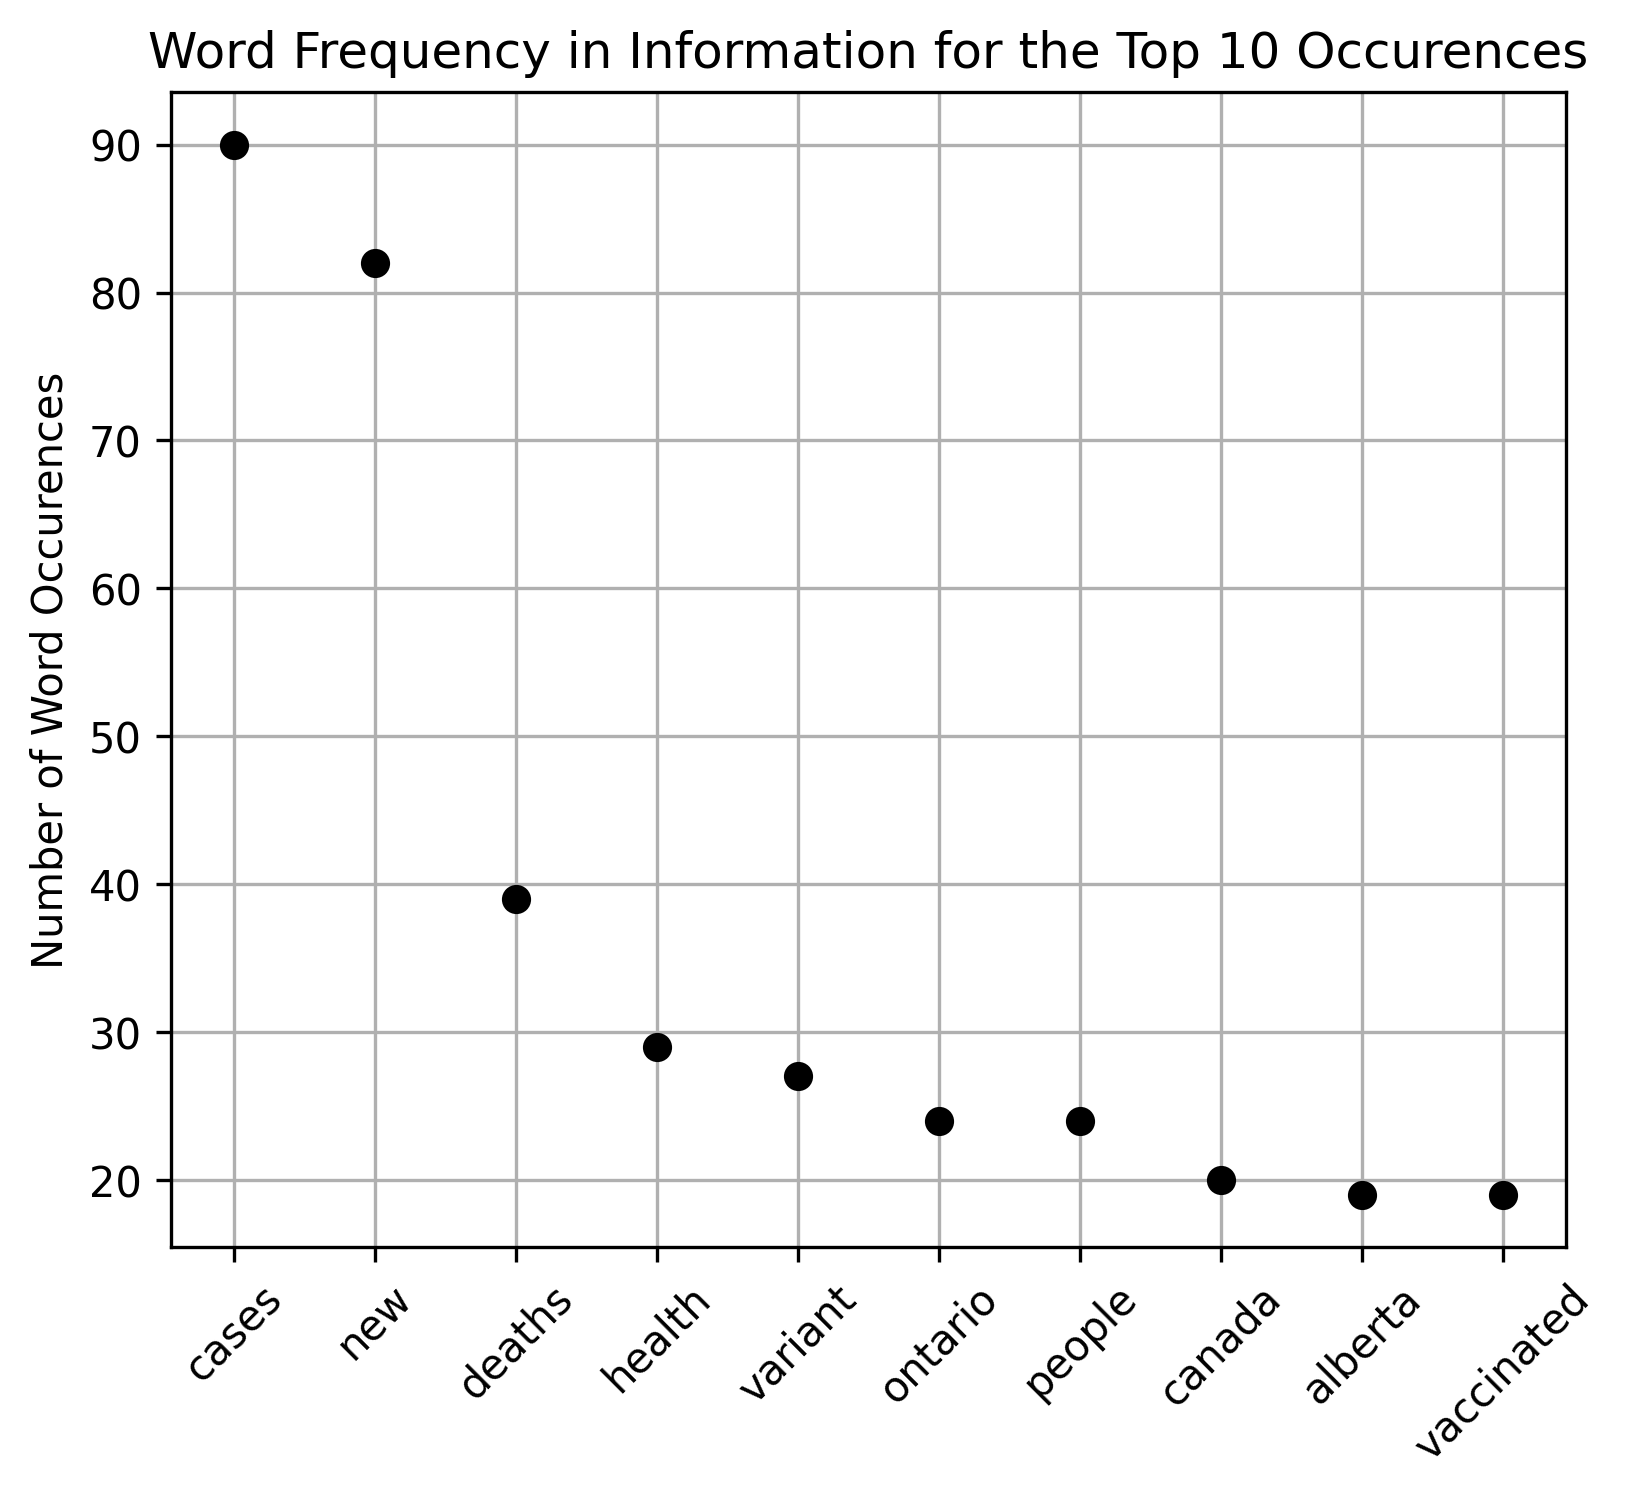 Word Frequency in Information for the Top 10 Occurences
Number of Word Occurences
90
80
70
60
50
40
30
20
cases
new
deaths
health
variant
ontario
people
canada
alberta
vaccinated